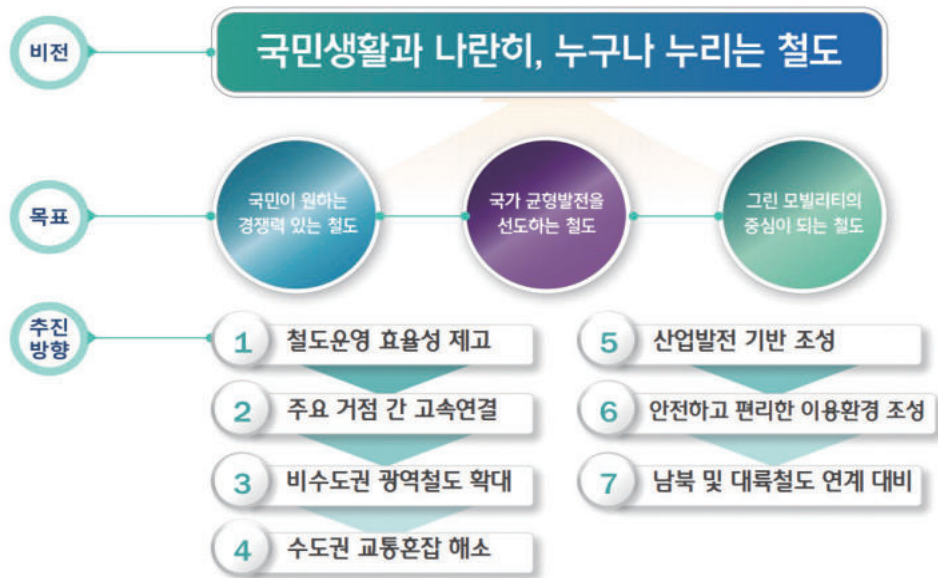 비전
국민생활과 나란히, 누구나 누리는 철도
목표
국민이 원하는
경쟁력 있는 철도
국가 균형발전을
선도하는 철도
그린 모빌리티의
중심이 되는 철도
추진
방향
1 철도운영 효율성 제고
2 주요 거점 간 고속연결
3 비수도권 광역철도 확대
4 수도권 교통혼잡 해소
5 산업발전 기반 조성
6 안전하고 편리한 이용환경 조성
7 남북 및 대륙철도 연계 대비